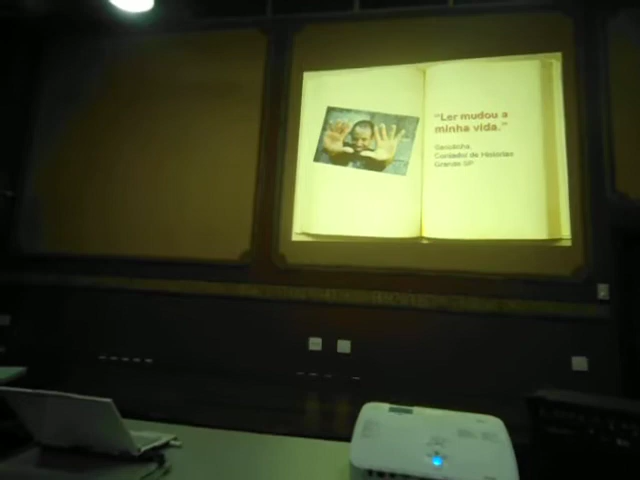 “Ler mudou a
minha vida.”
Contador de Histórias
Grande SP